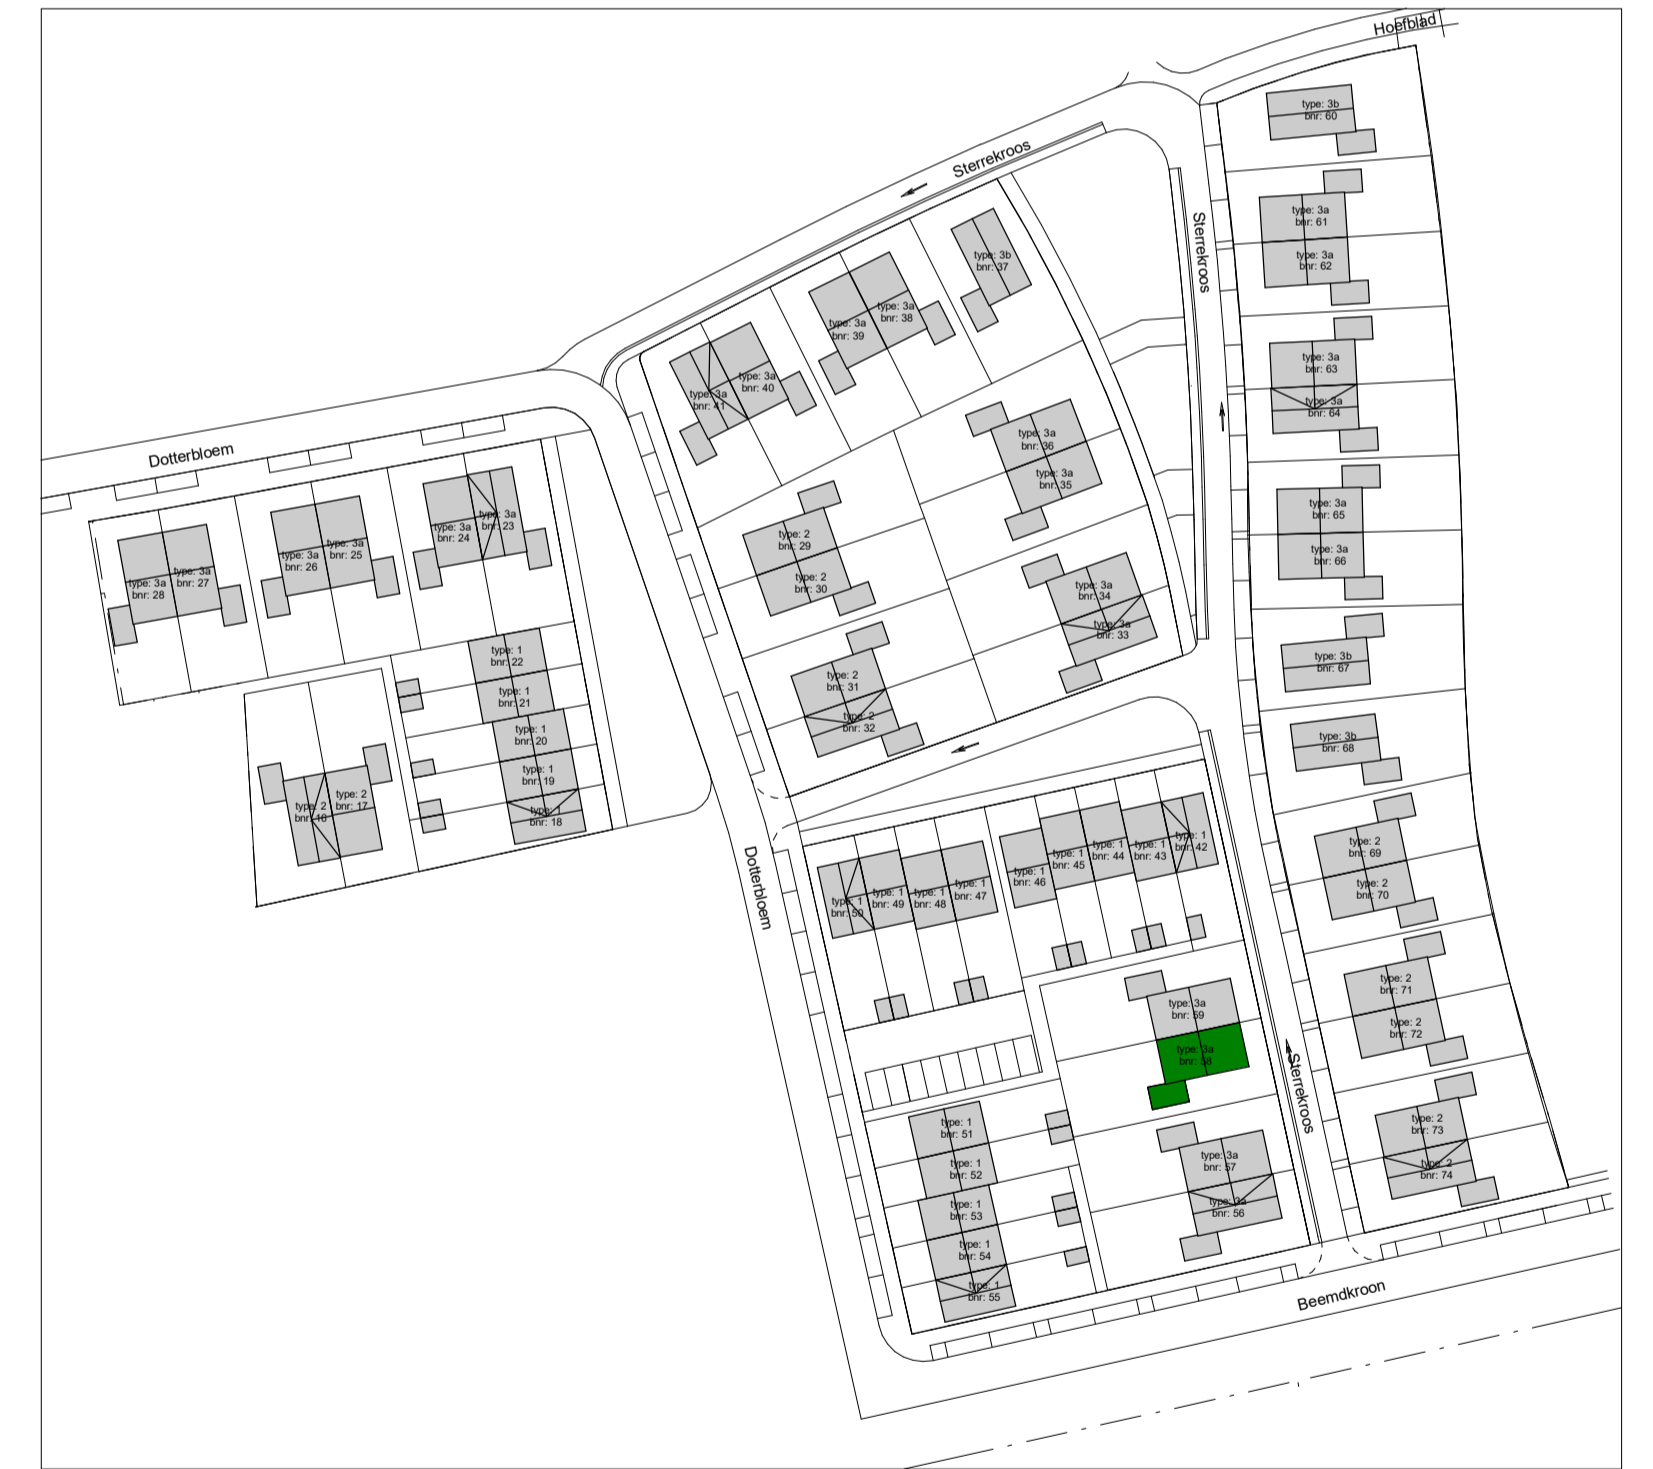 Hoefblad
Sterrekroos
Sterrekroos
Dotterbloem
type: 3b
bnr: 60
type: 3a
bnr: 61
type: 3a
bnr: 62
type: 3a
bnr: 63
type: 3a
bnr: 64
type: 3a
bnr: 65
type: 3a
bnr: 66
type: 3b
bnr: 67
type: 3b
bnr: 68
type: 2
bnr: 69
type: 2
bnr: 70
type: 2
bnr: 71
type: 2
bnr: 72
type: 2
bnr: 73
type: 2
bnr: 74
type: 3b
bnr: 37
type: 3a
bnr: 38
type: 3a
bnr: 39
type: 3a
bnr: 40
type: 3a
bnr: 41
type: 3a
bnr: 36
type: 3a
bnr: 35
type: 3a
bnr: 34
type: 3a
bnr: 33
type: 2
bnr: 29
type: 2
bnr: 30
type: 2
bnr: 31
type: 2
bnr: 32
type: 3a
bnr: 23
type: 3a
bnr: 24
type: 3a
bnr: 25
type: 3a
bnr: 26
type: 3a
bnr: 27
type: 3a
bnr: 28
type: 1
bnr: 22
type: 1
bnr: 21
type: 1
bnr: 20
type: 1
bnr: 19
type: 1
bnr: 18
type: 2
bnr: 17
type: 2
bnr: 16
Dotterbloem
type: 1
bnr: 42
type: 1
bnr: 43
type: 1
bnr: 44
type: 1
bnr: 45
type: 1
bnr: 46
type: 1
bnr: 47
type: 1
bnr: 48
type: 1
bnr: 49
type: 1
bnr: 50
type: 3a
bnr: 59
type: 3a
bnr: 58
type: 3a
bnr: 57
type: 3a
bnr: 56
Sterrekroos
type: 1
bnr: 51
type: 1
bnr: 52
type: 1
bnr: 53
type: 1
bnr: 54
type: 1
bnr: 55
Beemdkroon